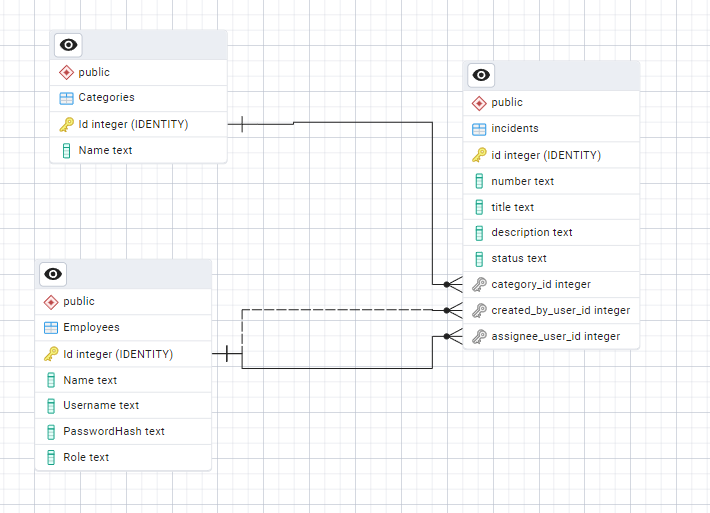 public
Categories
Id integer (IDENTITY)
Name text
public
incidents
id integer (IDENTITY)
number text
title text
description text
status text
category_id integer
created_by_user_id integer
assignee_user_id integer
public
Employees
Id integer (IDENTITY)
Name text
Username text
PasswordHash text
Role text